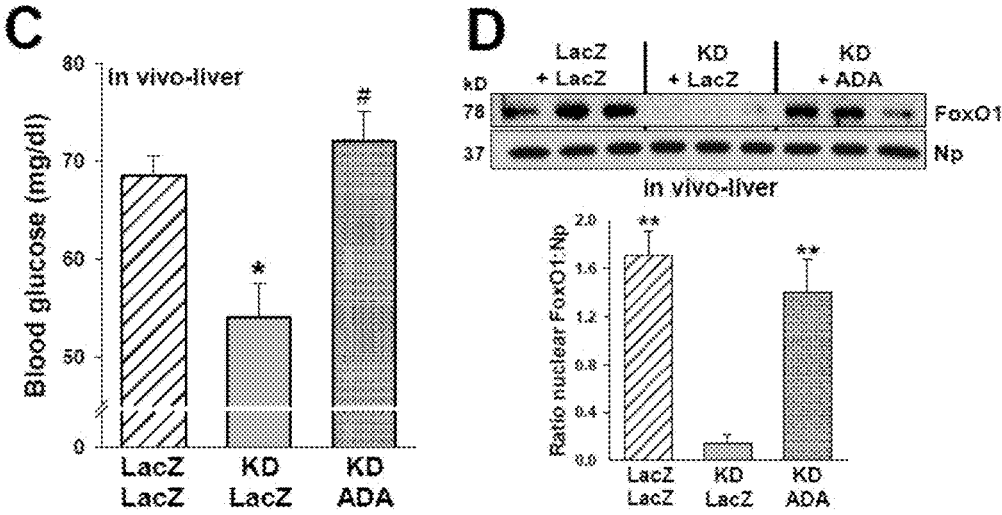 C
in vivo-liver
Blood glucose (mg/dl)
80
70
60
50
0
*
#
LacZ KD KD
LacZ LacZ ADA
D
LacZ KD KD
+ LacZ + LacZ + ADA
kD
78 FoxO1
37 Np
in vivo-liver
Ratio nuclear FoxO1:Np
2.0
1.6
1.2
0.8
0.4
0.0
**
**
LacZ KD KD
LacZ LacZ ADA